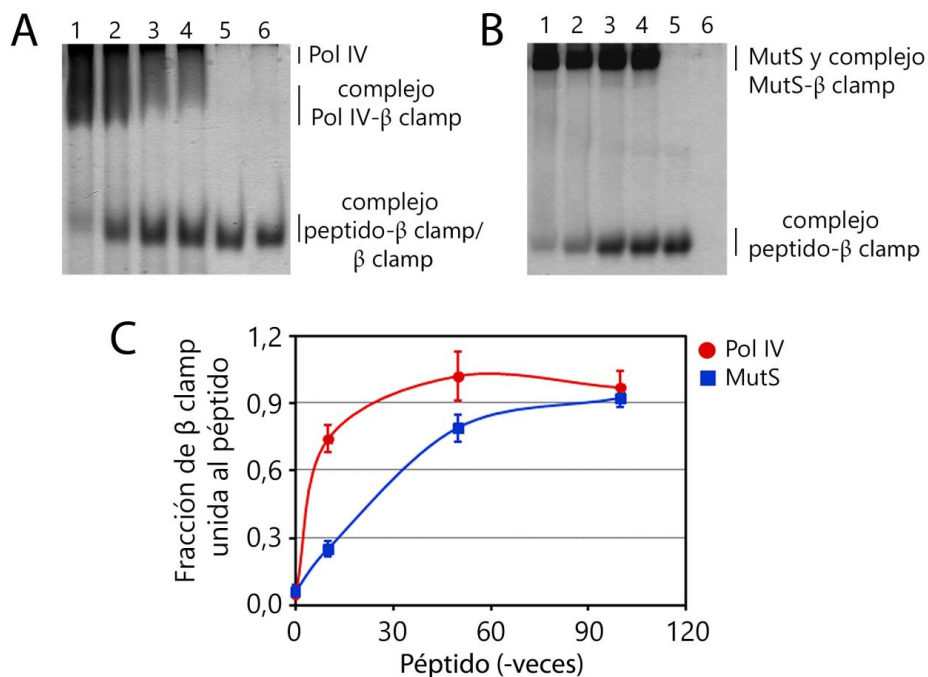 A
1 2 3 4 5 6
Pol IV
complejo
Pol IV-β clamp
complejo
peptido-β clamp/
β clamp
B
1 2 3 4 5 6
MutS y complejo
MutS-β clamp
complejo
peptido-β clamp
C
1,2
0,9
0,6
0,3
0,0
Fracción de β clamp
unida al péptido
0 30 60 90 120
Péptido (-veces)
Pol IV
MutS